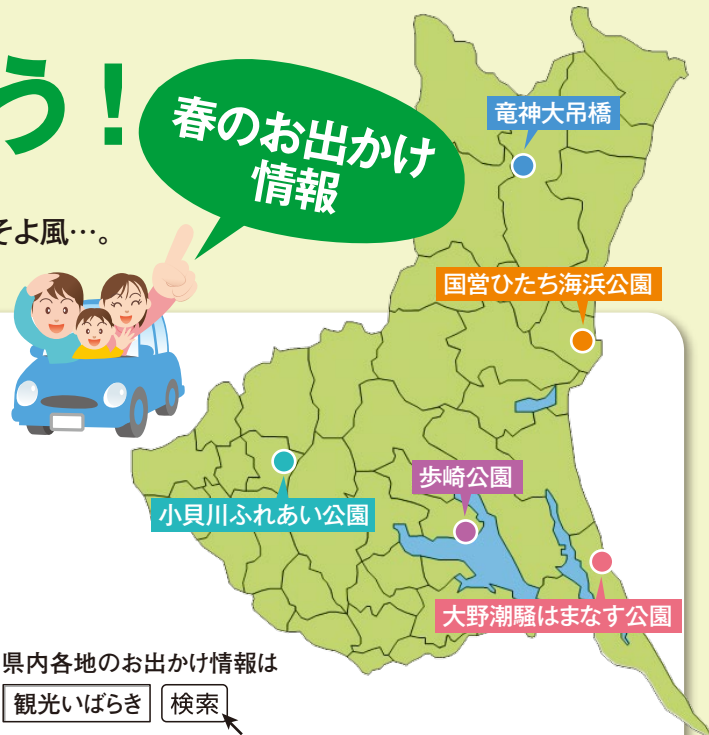 う！
春のお出かけ
情報
そよ風…。
竜神大吊橋
国営ひたち海浜公園
歩崎公園
小貝川ふれあい公園
大野潮騒はまなす公園
県内各地のお出かけ情報は
観光いばらき 検索